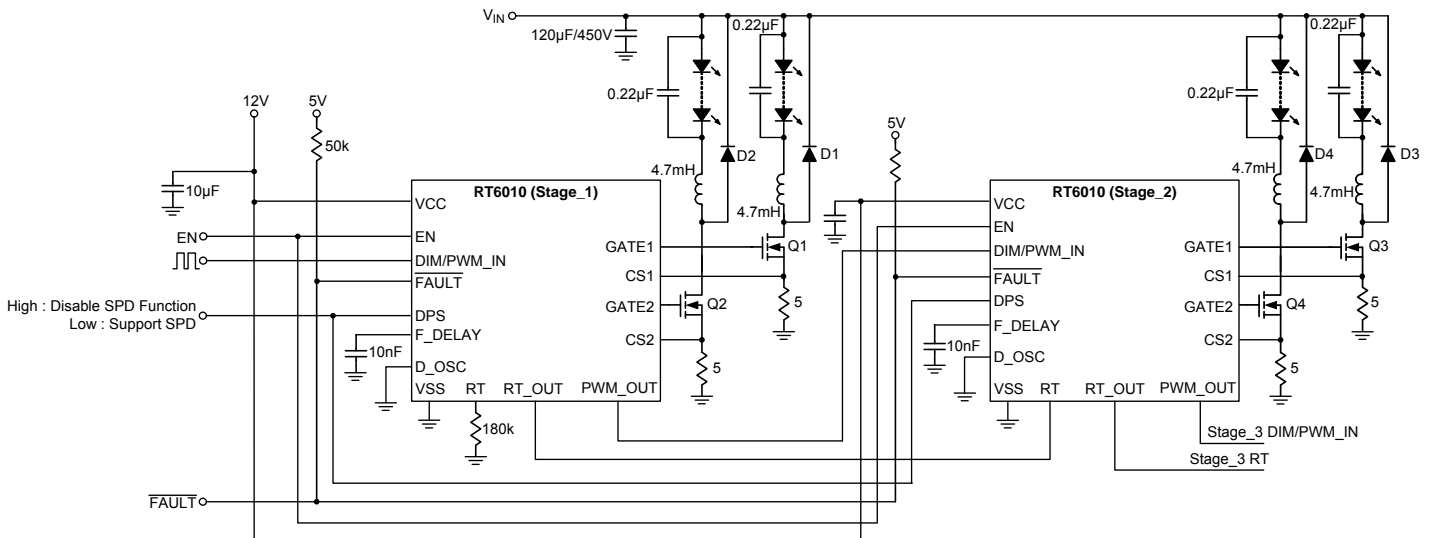 V_IN
120µF/450V
0.22µF
0.22µF
0.22µF
0.22µF
12V
5V
5V
50k
D2
D1
D4
D3
10µF
4.7mH
4.7mH
4.7mH
4.7mH
RT6010 (Stage_1)
VCC
EN
DIM/PWM_IN
FAULT
DPS
F_DELAY
D_OSC
VSS
RT
RT_OUT
PWM_OUT
GATE1
CS1
GATE2
CS2
Q1
Q2
5
5
EN
High : Disable SPD Function
Low : Support SPD
10nF
180k
FAULT
RT6010 (Stage_2)
VCC
EN
DIM/PWM_IN
FAULT
DPS
F_DELAY
D_OSC
VSS
RT
RT_OUT
PWM_OUT
GATE1
CS1
GATE2
CS2
Q3
Q4
5
5
10nF
Stage_3 DIM/PWM_IN
Stage_3 RT